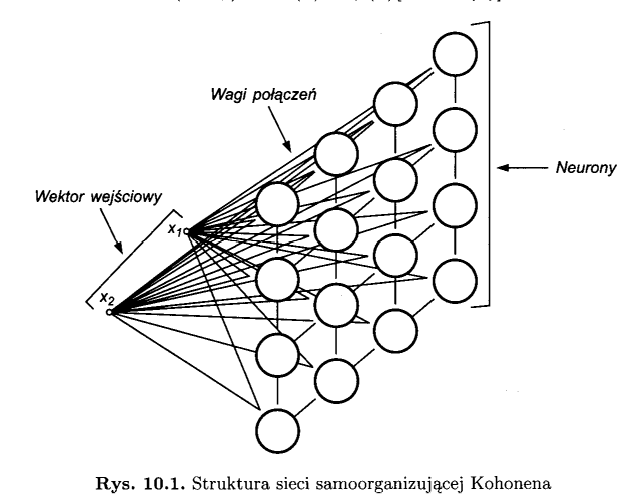 Wagi połączeń
Neurony
Wektor wejściowy
x1
x2
Rys. 10.1. Struktura sieci samoorganizującej Kohonena